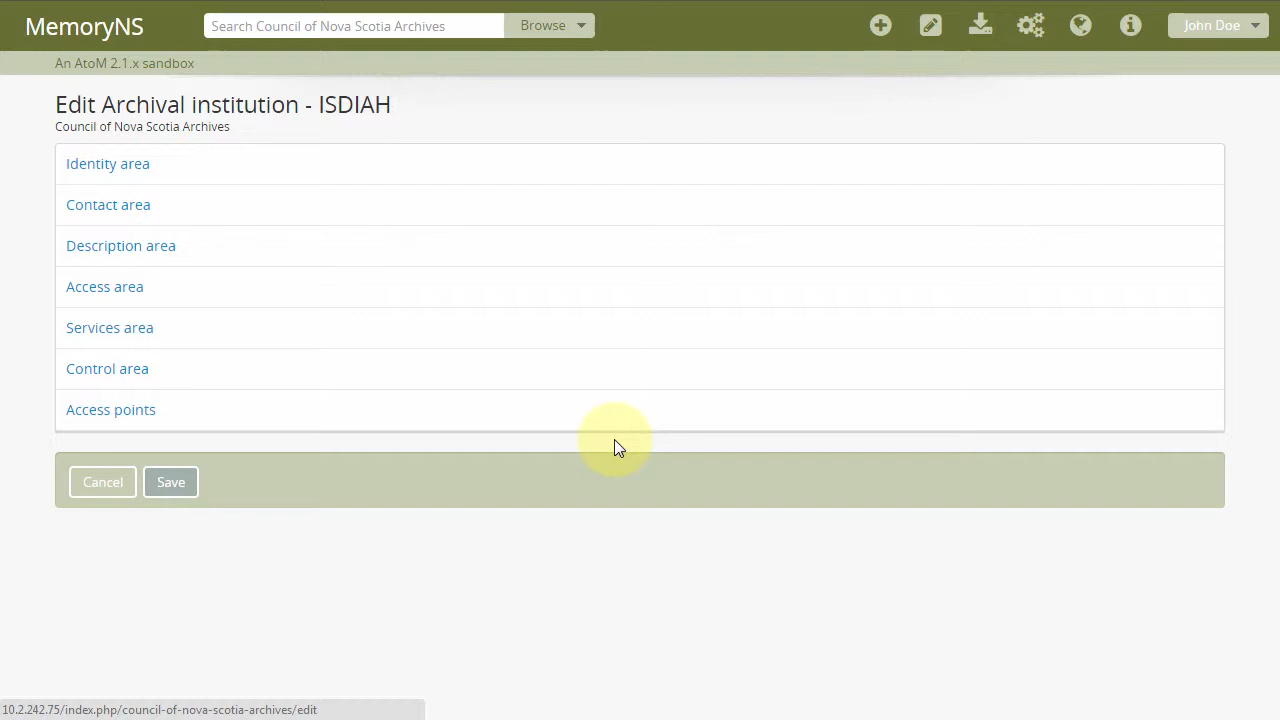 MemoryNS
Search Council of Nova Scotia Archives
Browse
John Doe
An AtoM 2.1.x sandbox
Edit Archival institution - ISDIAH
Council of Nova Scotia Archives
Identity area
Contact area
Description area
Access area
Services area
Control area
Access points
Cancel
Save
10.2.242.75/index.php/council-of-nova-scotia-archives/edit